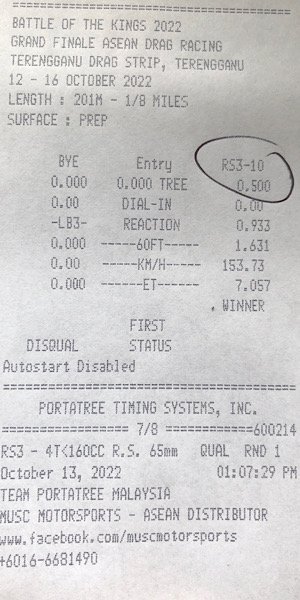 ==========================================
BATTLE OF THE KINGS 2022
GRAND FINALE ASEAN DRAG RACING
TERENGGANU DRAG STRIP, TERENGGANU
12 - 16 OCTOBER 2022
LENGTH : 201M - 1/8 MILES
SURFACE : PREP
BYE Entry RS3-10
0.000 0.000 TREE 0.500
0.00 DIAL-IN 0.00
-LB3- REACTION 0.933
0.000 ------60FT----- 1.631
0.00 ------KM/H----- 153.73
0.000 ------ET------ 7.057
. WINNER
FIRST
DISQUAL STATUS
Autostart Disabled
==========================================
PORTATREE TIMING SYSTEMS, INC.
================== 7/8 ============600214
RS3 - 4T<160CC R.S. 65mm QUAL RND 1
October 13, 2022 01:07:29 PM
TEAM PORTATREE MALAYSIA
MUSC MOTORSPORTS - ASEAN DISTRIBUTOR
www.facebook.com/muscmotorsports
+6016-6681490